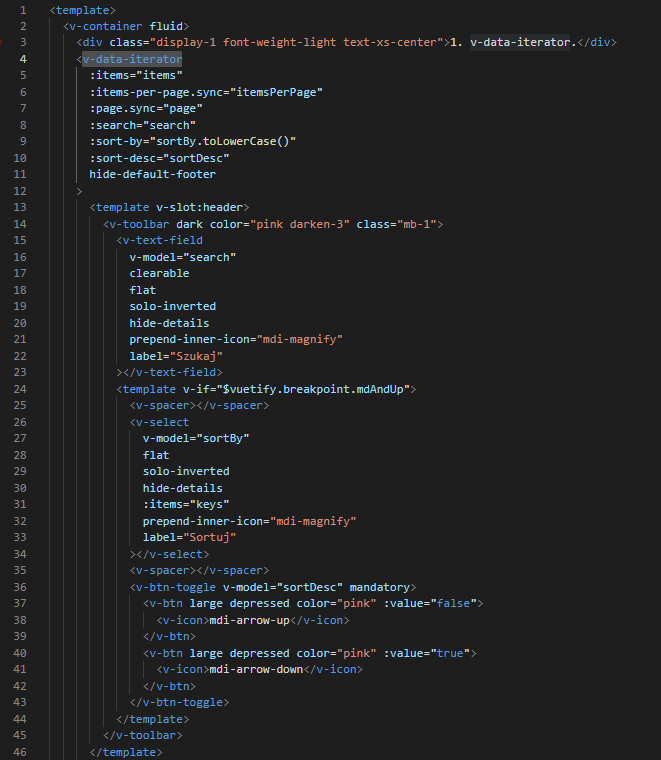 1 <template>
2 <v-container fluid>
3 <div class="display-1 font-weight-light text-xs-center">1. v-data-iterator.</div>
4 <v-data-iterator
5 :items="items"
6 :items-per-page.sync="itemsPerPage"
7 :page.sync="page"
8 :search="search"
9 :sort-by="sortBy.toLowerCase()"
10 :sort-desc="sortDesc"
11 hide-default-footer
12 >
13 <template v-slot:header>
14 <v-toolbar dark color="pink darken-3" class="mb-1">
15 <v-text-field
16 v-model="search"
17 clearable
18 flat
19 solo-inverted
20 hide-details
21 prepend-inner-icon="mdi-magnify"
22 label="Szukaj"
23 ></v-text-field>
24 <template v-if="$vuetify.breakpoint.mdAndUp">
25 <v-spacer></v-spacer>
26 <v-select
27 v-model="sortBy"
28 flat
29 solo-inverted
30 hide-details
31 :items="keys"
32 prepend-inner-icon="mdi-magnify"
33 label="Sortuj"
34 ></v-select>
35 <v-spacer></v-spacer>
36 <v-btn-toggle v-model="sortDesc" mandatory>
37 <v-btn large depressed color="pink" :value="false">
38 <v-icon>mdi-arrow-up</v-icon>
39 </v-btn>
40 <v-btn large depressed color="pink" :value="true">
41 <v-icon>mdi-arrow-down</v-icon>
42 </v-btn>
43 </v-btn-toggle>
44 </template>
45 </v-toolbar>
46 </template>